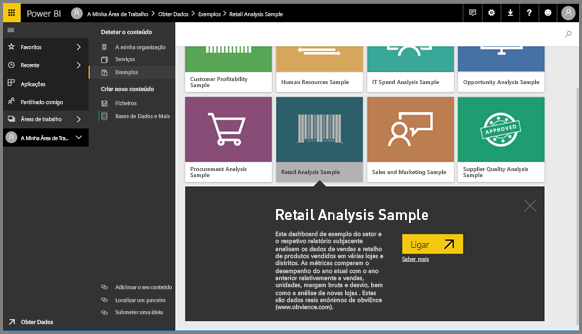 Power BI
A Minha Área de Trabalho > Obter Dados > Exemplos > Retail Analysis Sample
Favoritos
Recente
Aplicações
Partilhado comigo
Áreas de trabalho
A Minha Área de Tra...
Obter Dados
Detetar o conteúdo
A minha organização
Serviços
Exemplos
Criar novo conteúdo
Ficheiros
Bases de Dados e Mais
Adicionar o seu conteúdo
Localizar um parceiro
Submeter uma ideia
Customer Profitability
Sample
Human Resources Sample
IT Spend Analysis Sample
Opportunity Analysis Sample
Procurement Analysis
Sample
Retail Analysis Sample
Sales and Marketing Sample
APPROVED
Supplier Quality Analysis
Sample
Retail Analysis Sample
Este dashboard de exemplo do setor e
o respetivo relatório subjacente
analisam os dados de vendas a retalho
de produtos vendidos em várias lojas e
distritos. As métricas comparam o
desempenho do ano atual com o ano
anterior relativamente a vendas,
unidades, margem bruta e desvio, bem
como a análise de novas lojas . Estes
são dados reais anónimos da obviEnce
(www.obvience.com).
Ligar
Saber mais